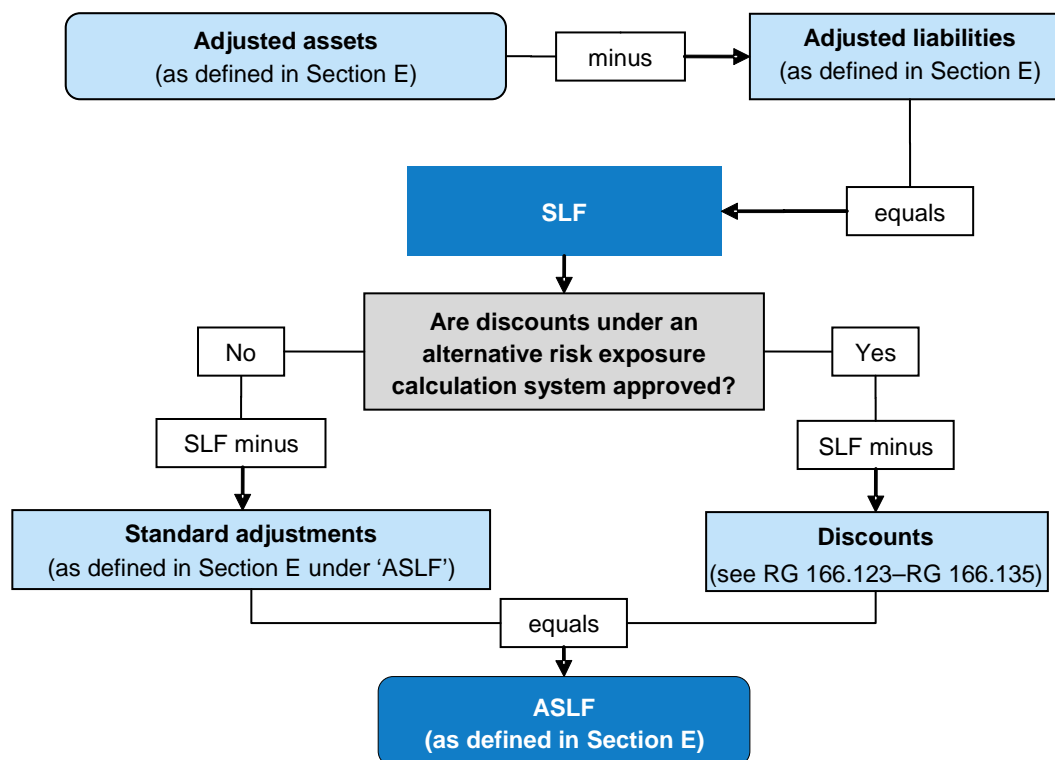 Adjusted assets
(as defined in Section E)
minus
Adjusted liabilities
(as defined in Section E)
SLF
equals
Are discounts under an
alternative risk exposure
calculation system approved?
No
Yes
SLF minus
SLF minus
Standard adjustments
(as defined in Section E under ‘ASLF’)
Discounts
(see RG 166.123–RG 166.135)
equals
ASLF
(as defined in Section E)